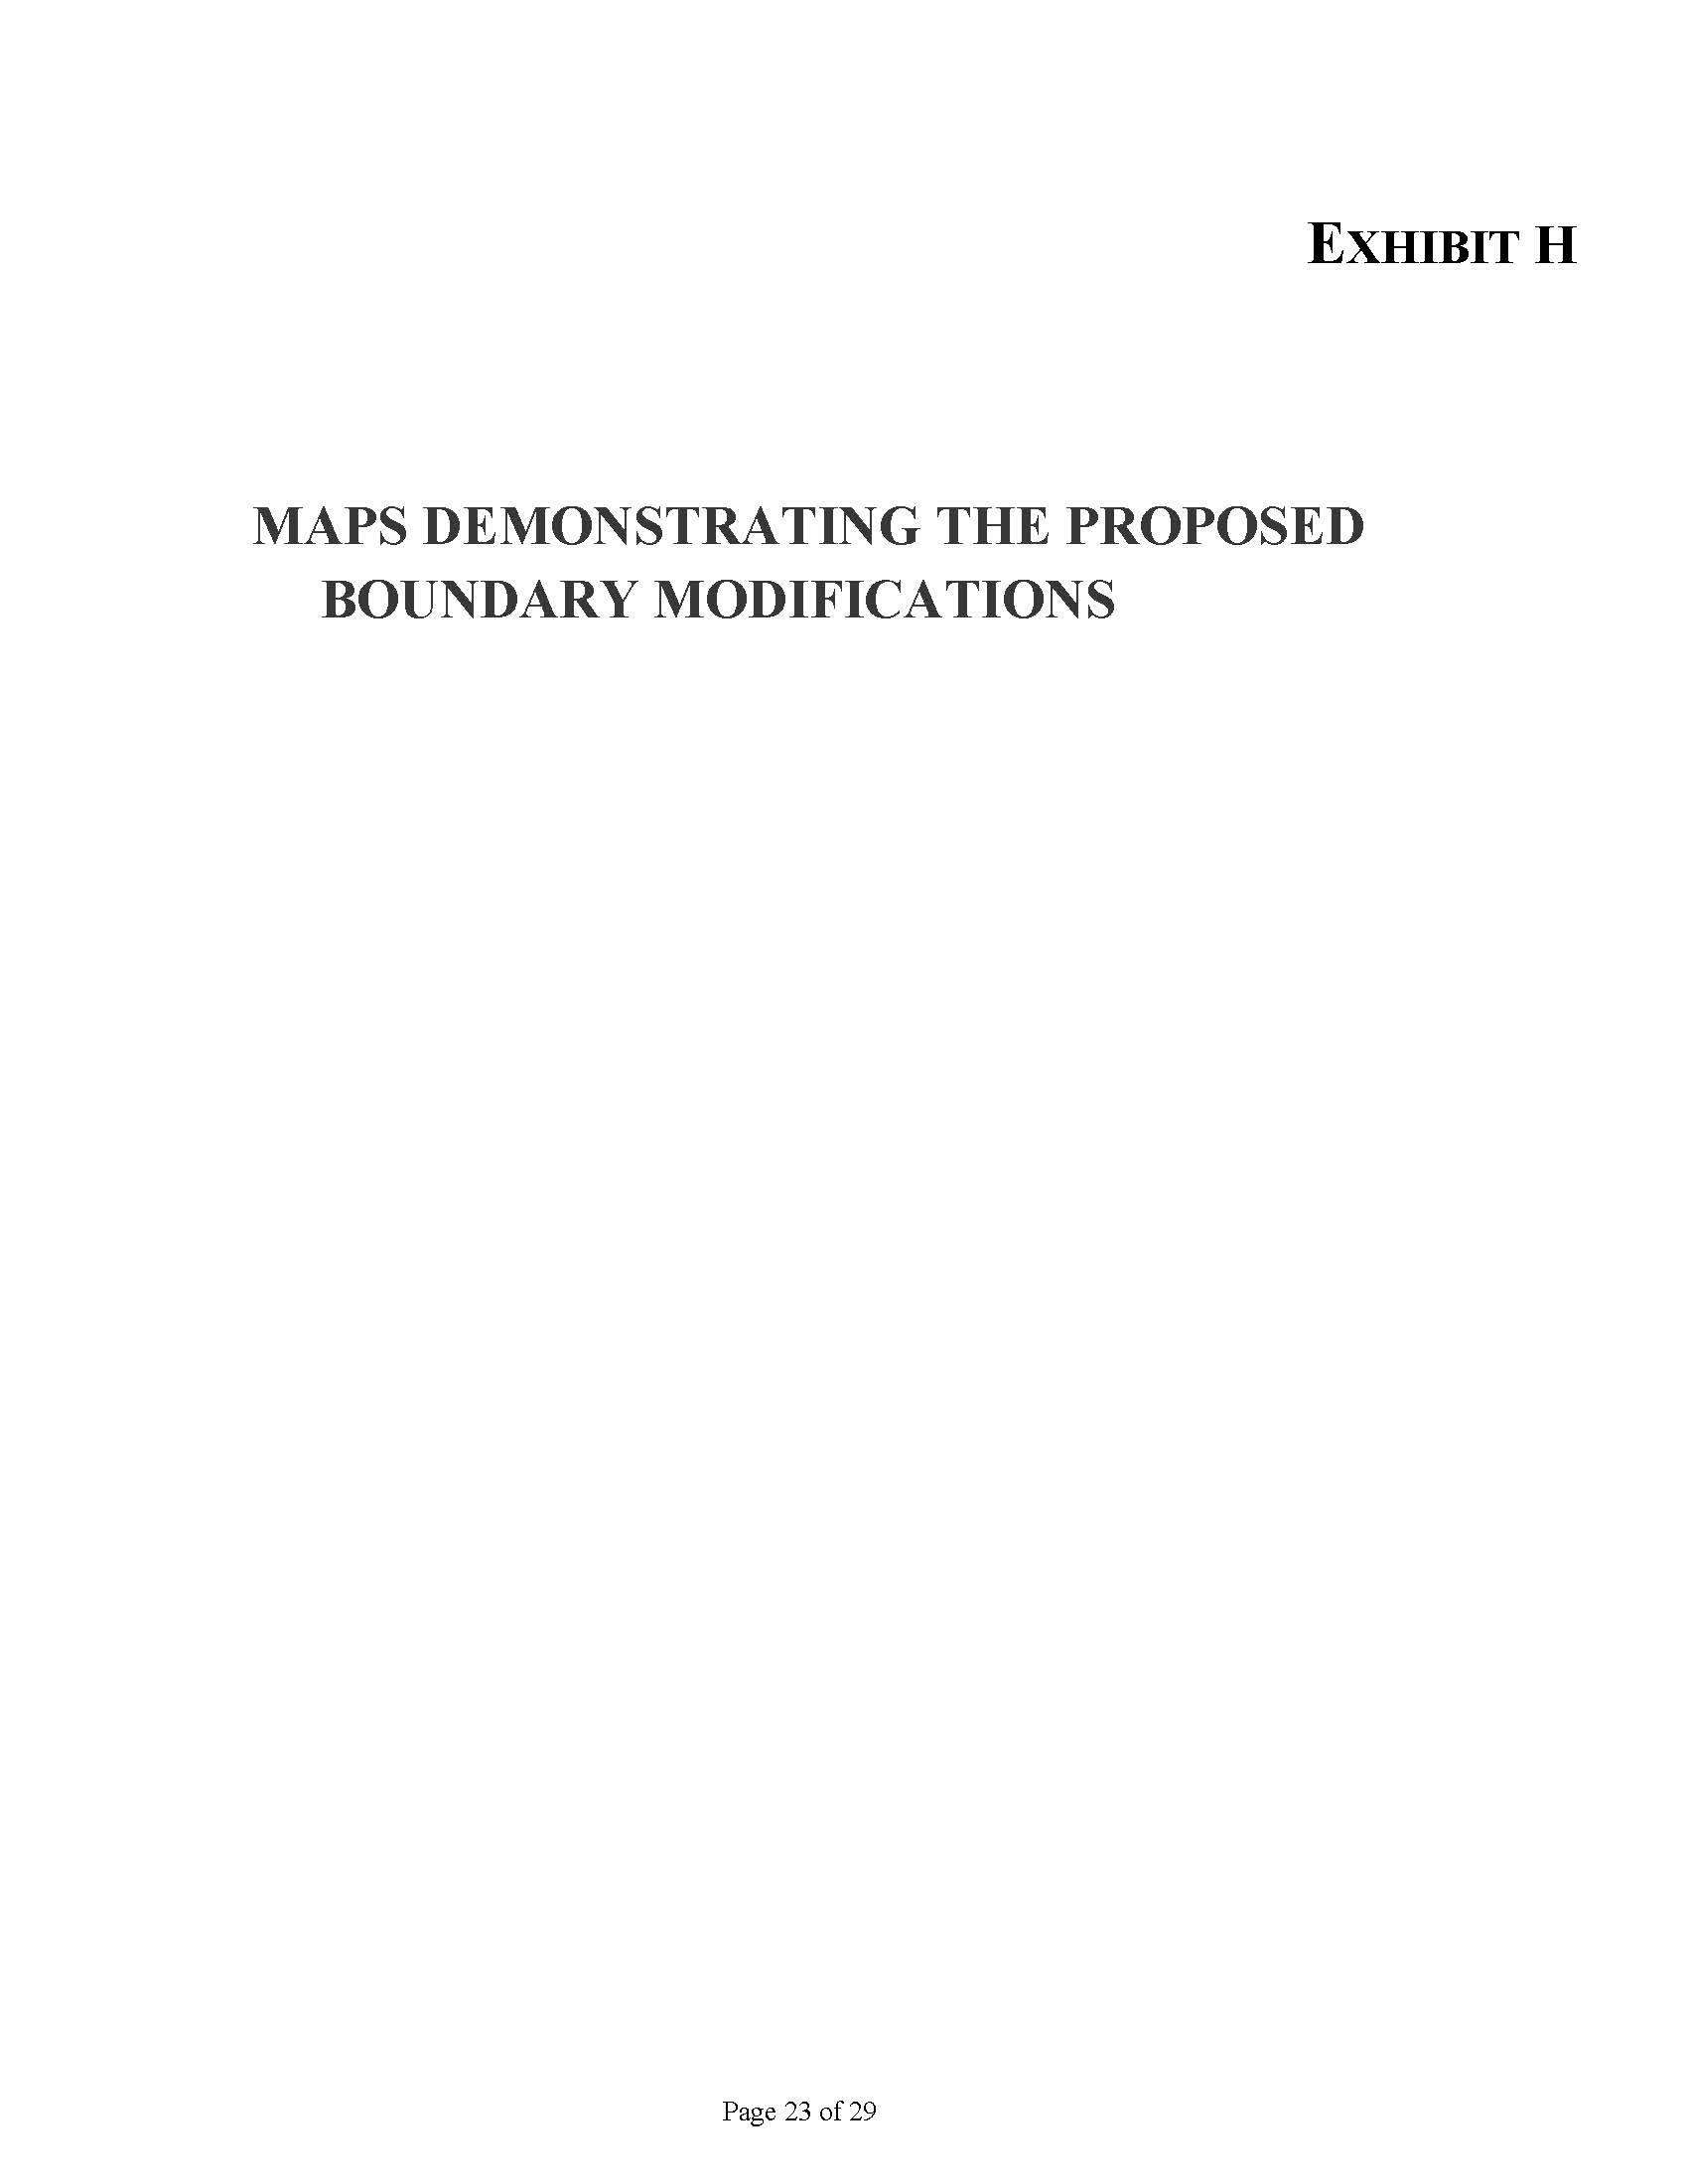 EXHIBIT H
MAPS DEMONSTRATING THE PROPOSED
BOUNDARY MODIFICATIONS
Page 23 of 29